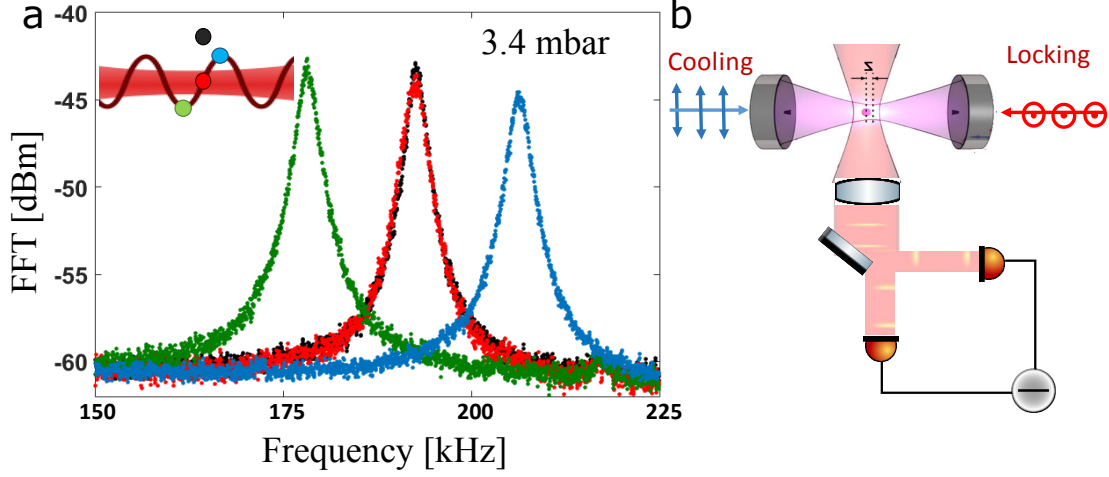 a
b
-40
-45
-50
-55
-60
FFT [dBm]
3.4 mbar
150
175
200
225
Frequency [kHz]
Cooling
z
Locking